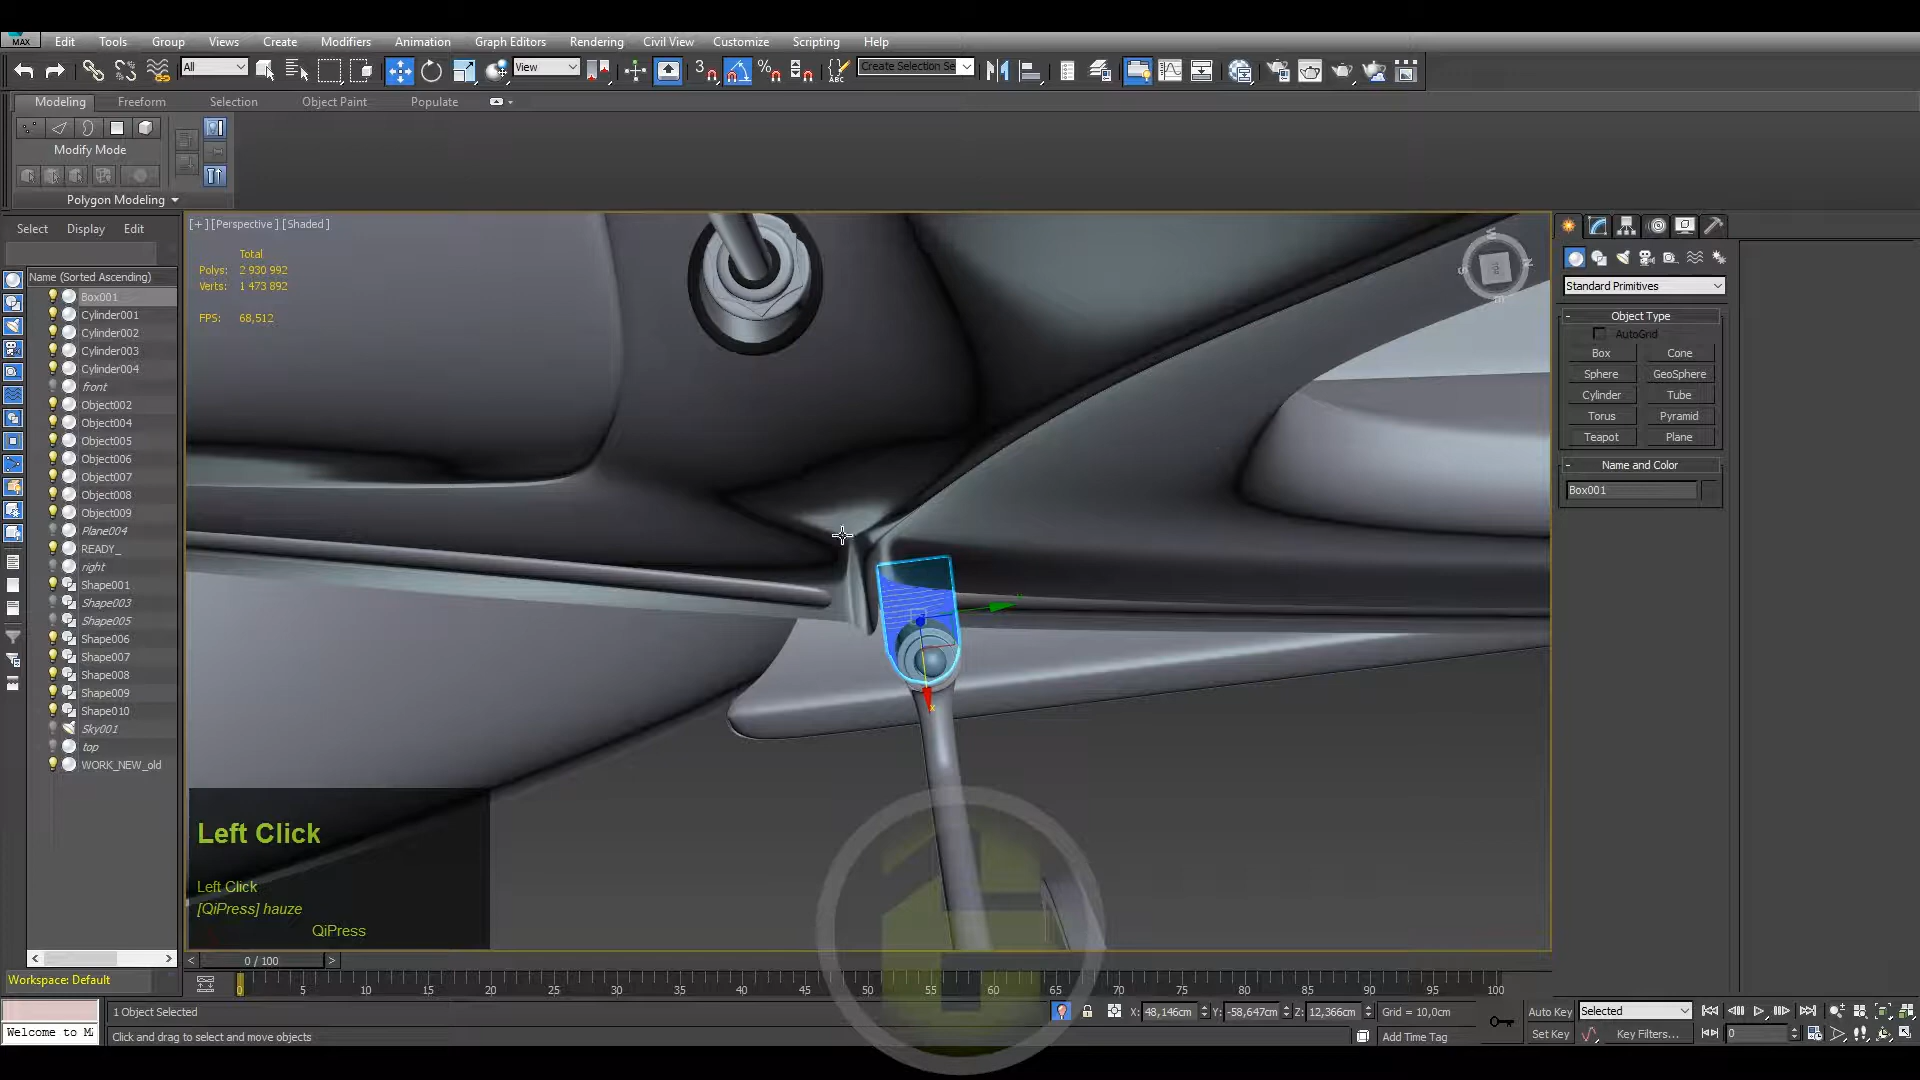 MAX
Edit Tools Group Views Create Modifiers Animation Graph Editors Rendering Civil View Customize Scripting Help
All View 3 % ABC Create Selection Se
Modeling Freeform Selection Object Paint Populate
Modify Mode
Polygon Modeling
Select Display Edit
Name (Sorted Ascending)
Box001
Cylinder001
Cylinder002
Cylinder003
Cylinder004
front
Object002
Object004
Object005
Object006
Object007
Object008
Object009
Plane004
READY_
right
Shape001
Shape003
Shape005
Shape006
Shape007
Shape008
Shape009
Shape010
Sky001
top
WORK_NEW_old
[+] [Perspective] [Shaded]
Total
Polys: 2 930 992
Verts: 1 473 892
FPS: 68,512
x
Left Click
Left Click
[QiPress] hauze
QiPress
Standard Primitives
- Object Type
AutoGrid
Box Cone
Sphere GeoSphere
Cylinder Tube
Torus Pyramid
Teapot Plane
- Name and Color
Box001
< 0 / 100 >
Workspace: Default
0 5 10 15 20 25 30 35 40 45 50 55 60 65 70 75 80 85 90 95 100
1 Object Selected
X: 48,146cm Y: -58,647cm Z: 12,366cm Grid = 10,0cm
Auto Key Selected
Welcome to M
Click and drag to select and move objects
Add Time Tag
Set Key Key Filters... 0